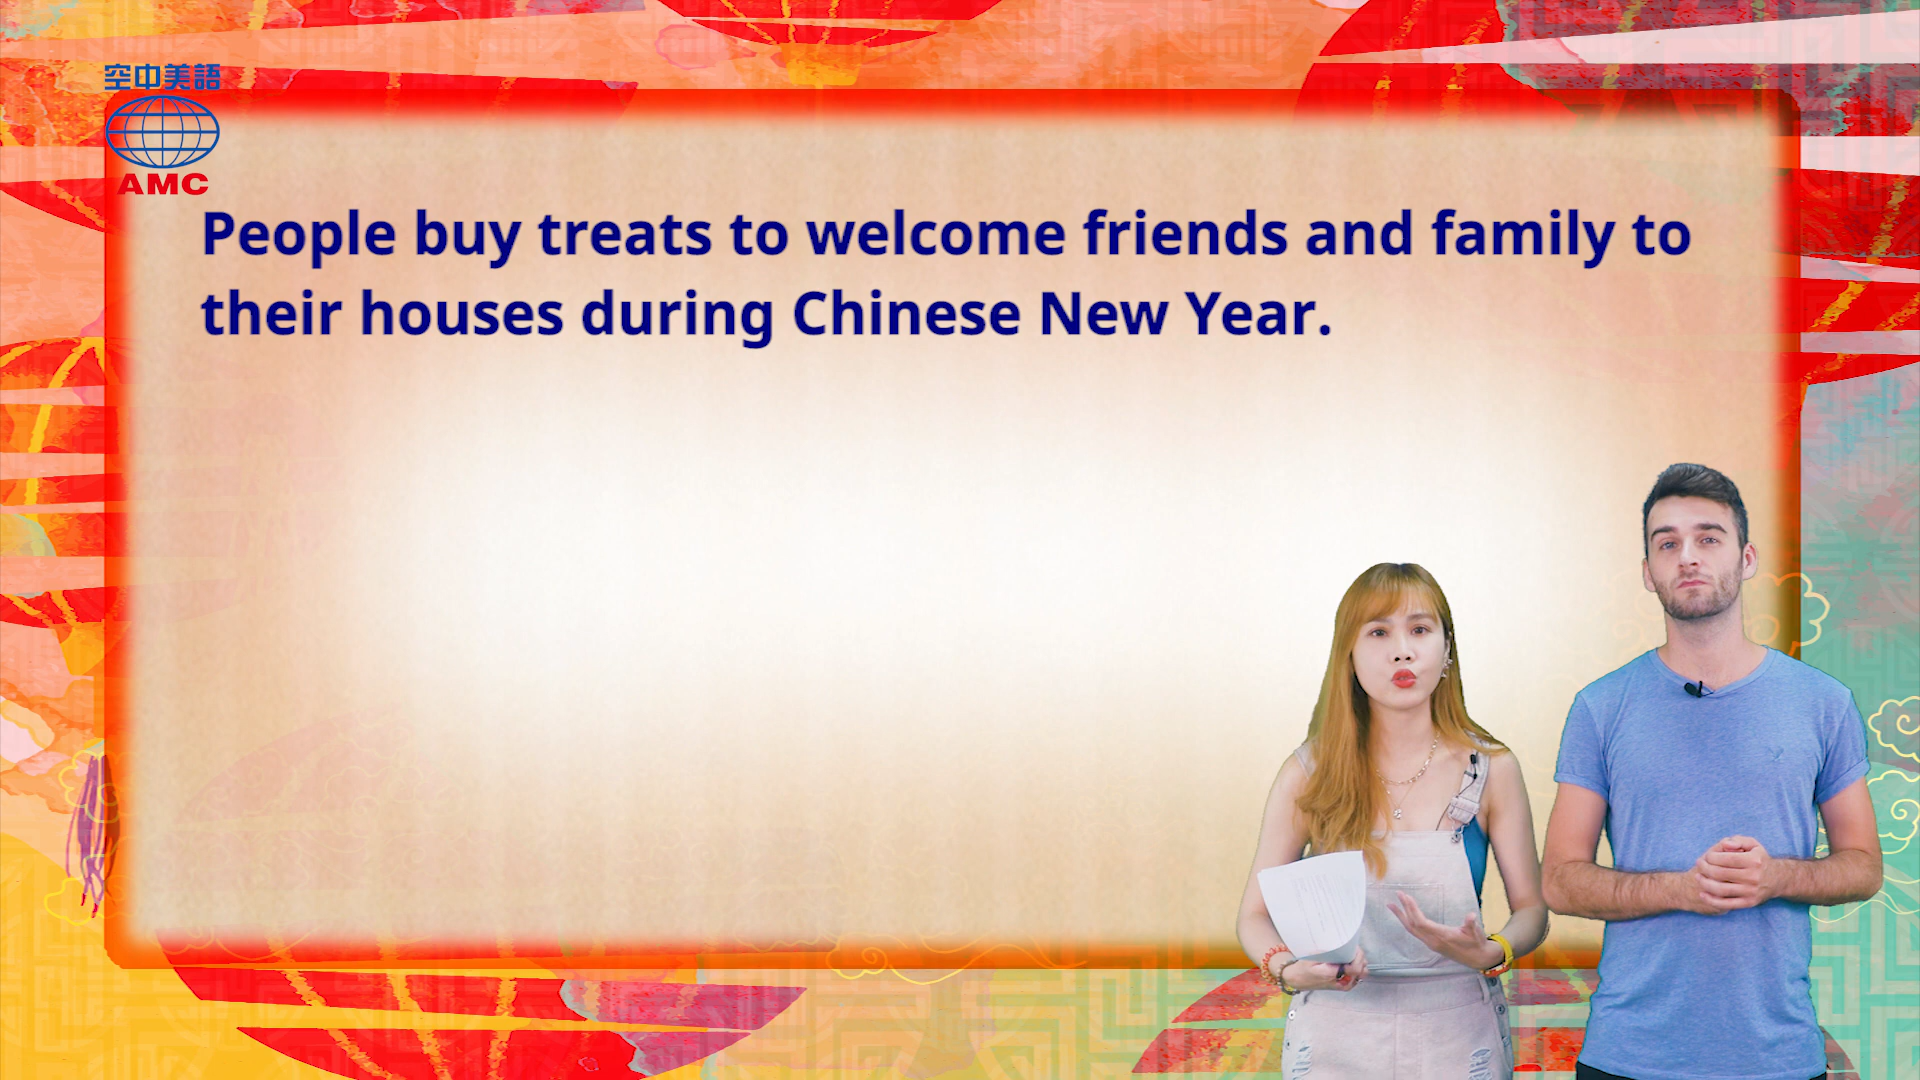 空中美語
AMC
People buy treats to welcome friends and family to
their houses during Chinese New Year.